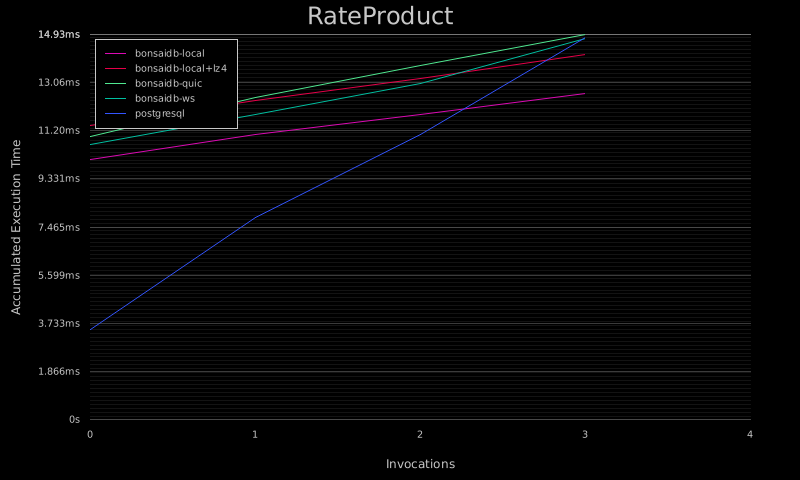 RateProduct
14.93ms
13.06ms
11.20ms
9.331ms
7.465ms
5.599ms
3.733ms
1.866ms
0s
bonsaidb-local
bonsaidb-local+lz4
bonsaidb-quic
bonsaidb-ws
postgresql
Accumulated Execution Time
0 1 2 3 4
Invocations